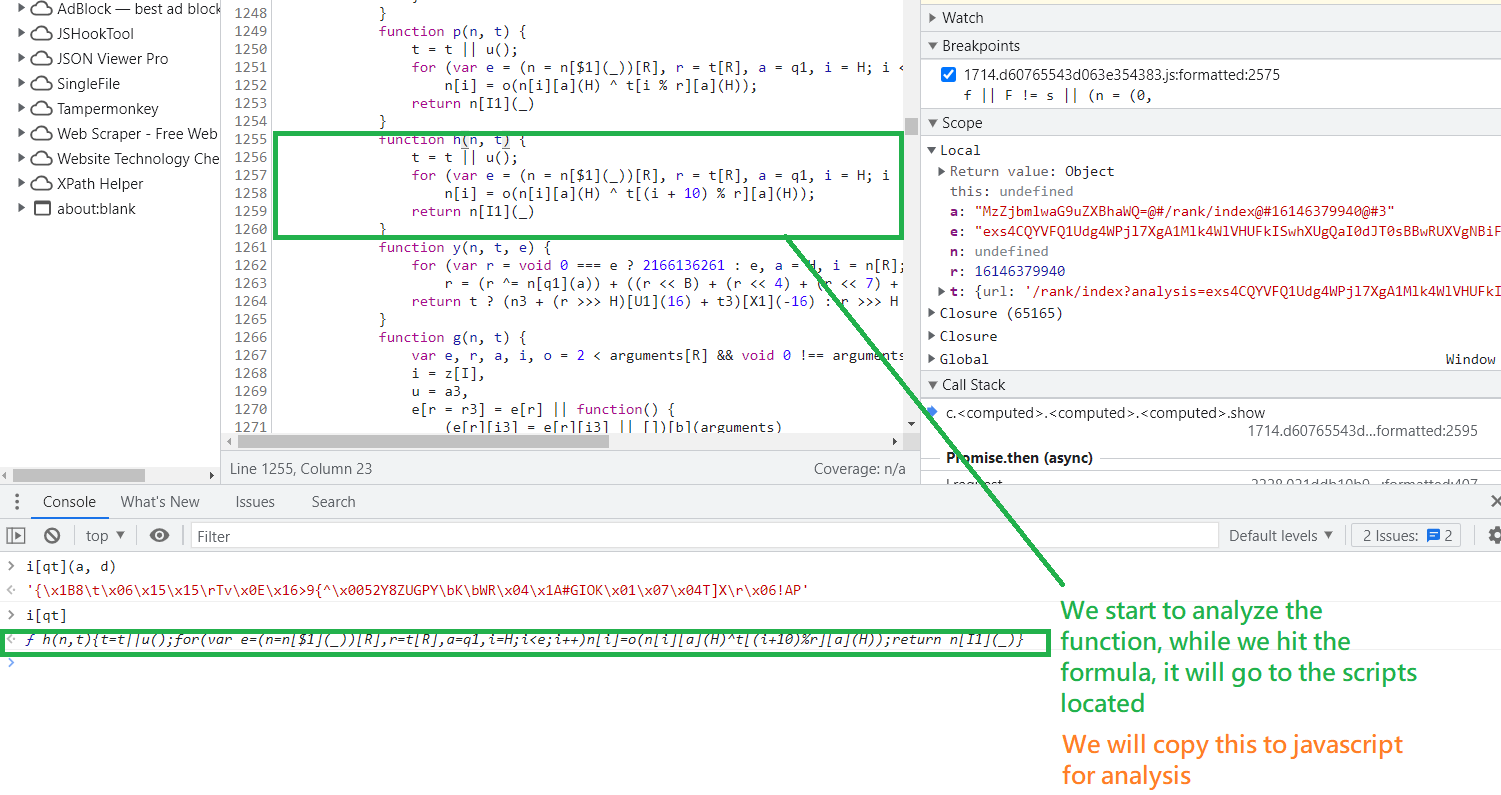 AdBlock — best ad block
JSHookTool
JSON Viewer Pro
SingleFile
Tampermonkey
Web Scraper - Free Web
Website Technology Che
XPath Helper
about:blank
1248 }
1249 function p(n, t) {
1250 t = t || u();
1251 for (var e = (n = n[$1](_))[R], r = t[R], a = q1, i = H; i <
1252 n[i] = o(n[i][a](H) ^ t[i % r][a](H));
1253 return n[I1](_)
1254 }
1255 function h(n, t) {
1256 t = t || u();
1257 for (var e = (n = n[$1](_))[R], r = t[R], a = q1, i = H; i
1258 n[i] = o(n[i][a](H) ^ t[(i + 10) % r][a](H));
1259 return n[I1](_)
1260 }
1261 function y(n, t, e) {
1262 for (var r = void 0 === e ? 2166136261 : e, a = H, i = n[R];
1263 r = (r ^= n[q1](a)) + ((r << B) + (r << 4) + (r << 7) +
1264 return t ? (n3 + (r >>> H)[U1](16) + t3)[X1](-16) : r >>> H
1265 }
1266 function g(n, t) {
1267 var e, r, a, i, o = 2 < arguments[R] && void 0 !== arguments
1268 i = z[I],
1269 u = a3,
1270 e[r = r3] = e[r] || function() {
1271 (e[r][i3] = e[r][i3] || [])[b](arguments)
Line 1255, Column 23
Coverage: n/a
Watch
Breakpoints
1714.d60765543d063e354383.js:formatted:2575
f || F != s || (n = (0,
Scope
Local
Return value: Object
this: undefined
a: "MzZjbmlwaG9uZXBhaWQ=@#/rank/index@#16146379940@#3"
e: "exs4CQYVFQ1Udg4WPjl7XgA1Mlk4WlVHUFkISwhXUgQaI0dJT0sBBwRUXVgNBiF
n: undefined
r: 16146379940
t: {url: '/rank/index?analysis=exs4CQYVFQ1Udg4WPjl7XgA1Mlk4WlVHUFkI
Closure (65165)
Closure
Global Window
Call Stack
c.<computed>.<computed>.<computed>.show
1714.d60765543d...formatted:2595
Promise.then (async)
Console What's New Issues Search
top Filter Default levels 2 Issues: 2
i[qt](a, d)
'{\x1B8\t\x06\x15\x15\rTv\x0E\x16>9{^\x0052Y8ZUGPY\bK\bWR\x04\x1A#GIOK\x01\x07\x04T]X\r\x06!AP'
i[qt]
ƒ h(n,t){t=t||u();for(var e=(n=n[$1](_))[R],r=t[R],a=q1,i=H;i<e;i++)n[i]=o(n[i][a](H)^t[(i+10)%r][a](H));return n[I1](_)}
We start to analyze the
function, while we hit the
formula, it will go to the scripts
located
We will copy this to javascript
for analysis